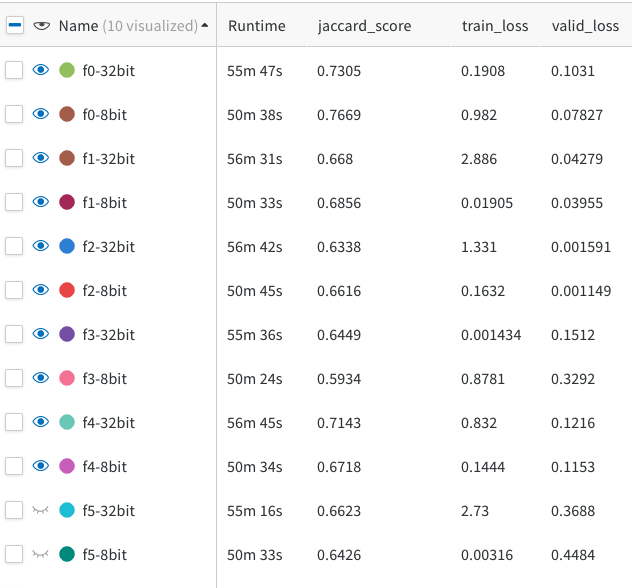 Name (10 visualized) Runtime jaccard_score train_loss valid_loss
f0-32bit 55m 47s 0.7305 0.1908 0.1031
f0-8bit 50m 38s 0.7669 0.982 0.07827
f1-32bit 56m 31s 0.668 2.886 0.04279
f1-8bit 50m 33s 0.6856 0.01905 0.03955
f2-32bit 56m 42s 0.6338 1.331 0.001591
f2-8bit 50m 45s 0.6616 0.1632 0.001149
f3-32bit 55m 36s 0.6449 0.001434 0.1512
f3-8bit 50m 24s 0.5934 0.8781 0.3292
f4-32bit 56m 45s 0.7143 0.832 0.1216
f4-8bit 50m 34s 0.6718 0.1444 0.1153
f5-32bit 55m 16s 0.6623 2.73 0.3688
f5-8bit 50m 33s 0.6426 0.00316 0.4484